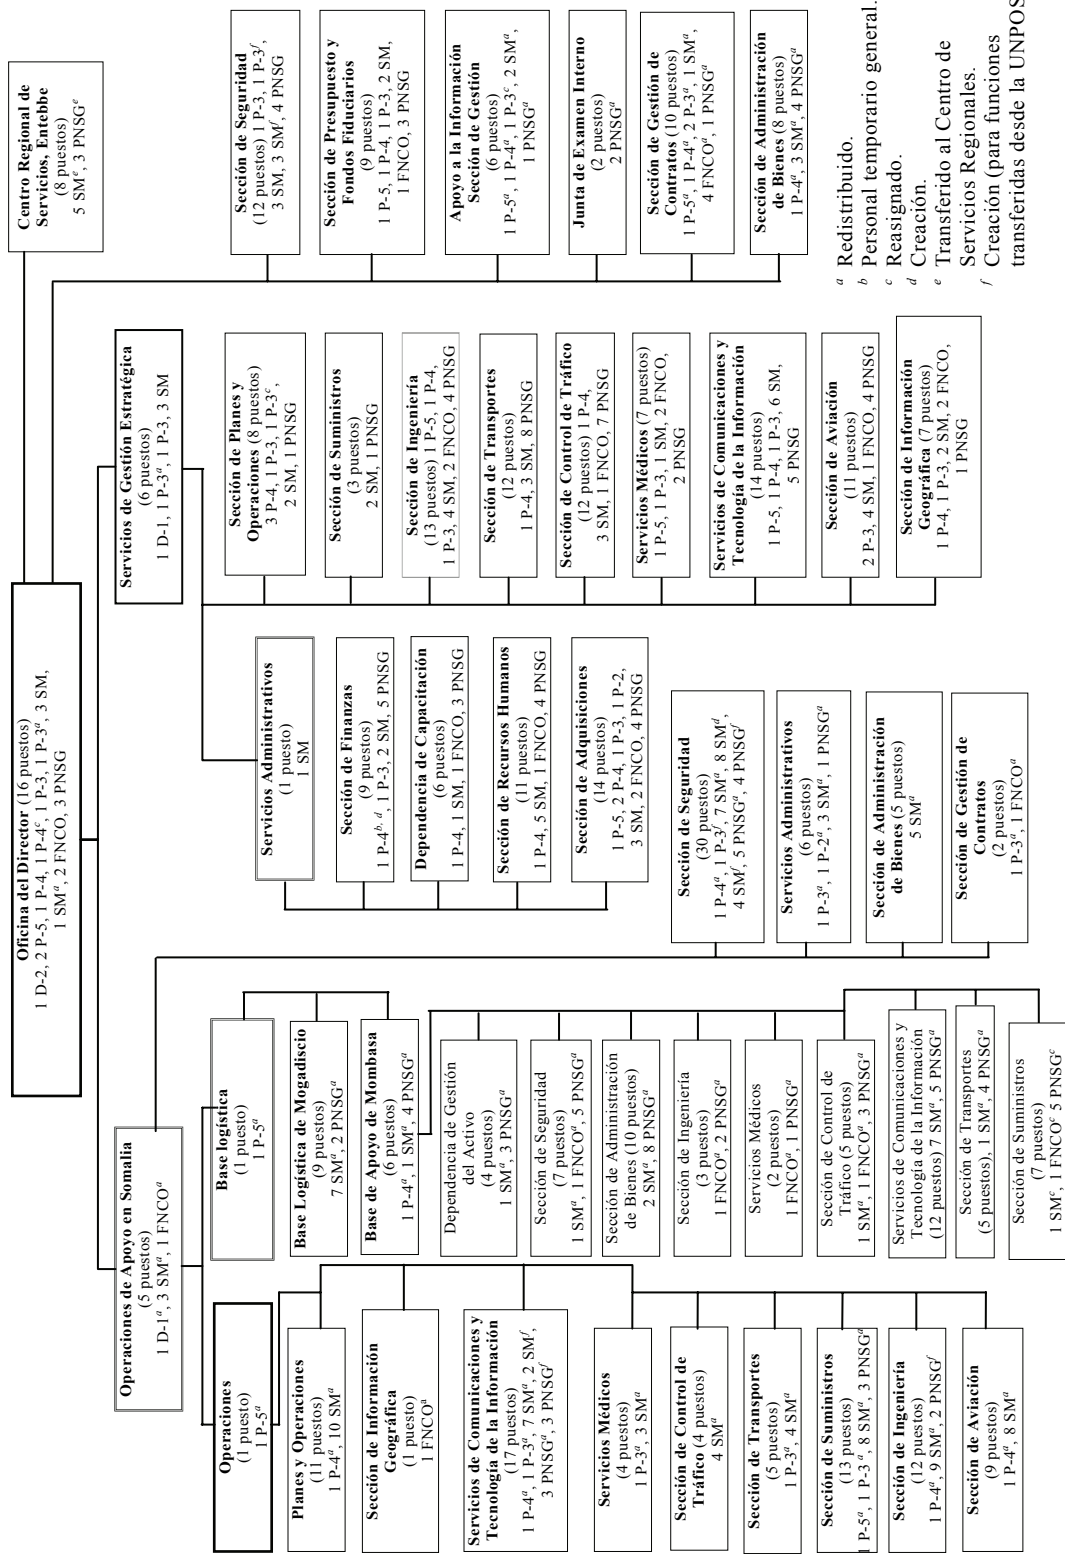 Oficina del Director (16 puestos)
1 D-2, 2 P-5, 1 P-4, 1 P-4c, 1 P-3, 1 P-3a, 3 SM,
1 SMa, 2 FNCO, 3 PNSG
Centro Regional de
Servicios, Entebbe
(8 puestos)
5 SMe, 3 PNSGe
Operaciones de Apoyo en Somalia
(5 puestos)
1 D-1a, 3 SMa, 1 FNCOa
Servicios de Gestión Estratégica
(6 puestos)
1 D-1, 1 P-3a, 1 P-3, 3 SM
Sección de Seguridad
(12 puestos) 1 P-3, 1 P-3f,
3 SM, 3 SMf, 4 PNSG
Sección de Presupuesto y
Fondos Fiduciarios
(9 puestos)
1 P-5, 1 P-4, 1 P-3, 2 SM,
1 FNCO, 3 PNSG
Apoyo a la Información
Sección de Gestión
(6 puestos)
1 P-5a, 1 P-4a, 1 P-3c, 2 SMa,
1 PNSGa
Junta de Examen Interno
(2 puestos)
2 PNSGa
Sección de Gestión de
Contratos (10 puestos)
1 P-5a, 1 P-4a, 2 P-3a, 1 SMa,
4 FNCOa, 1 PNSGa
Sección de Administración
de Bienes (8 puestos)
1 P-4a, 3 SMa, 4 PNSGa
Sección de Planes y
Operaciones (8 puestos)
3 P-4, 1 P-3, 1 P-3c,
2 SM, 1 PNSG
Sección de Suministros
(3 puestos)
2 SM, 1 PNSG
Sección de Ingeniería
(13 puestos) 1 P-5, 1 P-4,
1 P-3, 4 SM, 2 FNCO, 4 PNSG
Sección de Transportes
(12 puestos)
1 P-4, 3 SM, 8 PNSG
Sección de Control de Tráfico
(12 puestos) 1 P-4,
3 SM, 1 FNCO, 7 PNSG
Servicios Médicos (7 puestos)
1 P-5, 1 P-3, 1 SM, 2 FNCO,
2 PNSG
Servicios de Comunicaciones y
Tecnología de la Información
(14 puestos)
1 P-5, 1 P-4, 1 P-3, 6 SM,
5 PNSG
Sección de Aviación
(11 puestos)
2 P-3, 4 SM, 1 FNCO, 4 PNSG
Sección de Información
Geográfica (7 puestos)
1 P-4, 1 P-3, 2 SM, 2 FNCO,
1 PNSG
Servicios Administrativos
(1 puesto)
1 SM
Sección de Finanzas
(9 puestos)
1 P-4b, d, 1 P-3, 2 SM, 5 PNSG
Dependencia de Capacitación
(6 puestos)
1 P-4, 1 SM, 1 FNCO, 3 PNSG
Sección de Recursos Humanos
(11 puestos)
1 P-4, 5 SM, 1 FNCO, 4 PNSG
Sección de Adquisiciones
(14 puestos)
1 P-5, 2 P-4, 1 P-3, 1 P-2,
3 SM, 2 FNCO, 4 PNSG
Sección de Seguridad
(30 puestos)
1 P-4a, 1 P-3f, 7 SMa, 8 SMd,
4 SMf, 5 PNSGa, 4 PNSGf
Servicios Administrativos
(6 puestos)
1 P-3a, 1 P-2a, 3 SMa, 1 PNSGa
Sección de Administración
de Bienes (5 puestos)
5 SMa
Sección de Gestión de
Contratos
(2 puestos)
1 P-3a, 1 FNCOa
Base logística
(1 puesto)
1 P-5a
Base Logística de Mogadiscio
(9 puestos)
7 SMa, 2 PNSGa
Base de Apoyo de Mombasa
(6 puestos)
1 P-4a, 1 SMa, 4 PNSGa
Dependencia de Gestión
del Activo
(4 puestos)
1 SMa, 3 PNSGa
Sección de Seguridad
(7 puestos)
1 SMa, 1 FNCOa, 5 PNSGa
Sección de Administración
de Bienes (10 puestos)
2 SMa, 8 PNSGa
Sección de Ingeniería
(3 puestos)
1 FNCOa, 2 PNSGa
Servicios Médicos
(2 puestos)
1 FNCOa, 1 PNSGa
Sección de Control de
Tráfico (5 puestos)
1 SMa, 1 FNCOa, 3 PNSGa
Servicios de Comunicaciones y
Tecnología de la Información
(12 puestos) 7 SMa, 5 PNSGa
Sección de Transportes
(5 puestos), 1 SMa, 4 PNSGa
Sección de Suministros
(7 puestos)
1 SMc, 1 FNCOc 5 PNSGc
Operaciones
(1 puesto)
1 P-5a
Planes y Operaciones
(11 puestos)
1 P-4a, 10 SMa
Sección de Información
Geográfica
(1 puesto)
1 FNCOa
Servicios de Comunicaciones y
Tecnología de la Información
(17 puestos)
1 P-4a, 1 P-3a, 7 SMa, 2 SMf,
3 PNSGa, 3 PNSGf
Servicios Médicos
(4 puestos)
1 P-3a, 3 SMa
Sección de Control de
Tráfico (4 puestos)
4 SMa
Sección de Transportes
(5 puestos)
1 P-3a, 4 SMa
Sección de Suministros
(13 puestos)
1 P-5a, 1 P-3a, 8 SMa, 3 PNSGa
Sección de Ingeniería
(12 puestos)
1 P-4a, 9 SMa, 2 PNSGf
Sección de Aviación
(9 puestos)
1 P-4a, 8 SMa
a Redistribuido.
b Personal temporario general.
c Reasignado.
d Creación.
e Transferido al Centro de
Servicios Regionales.
f Creación (para funciones
transferidas desde la UNPOS